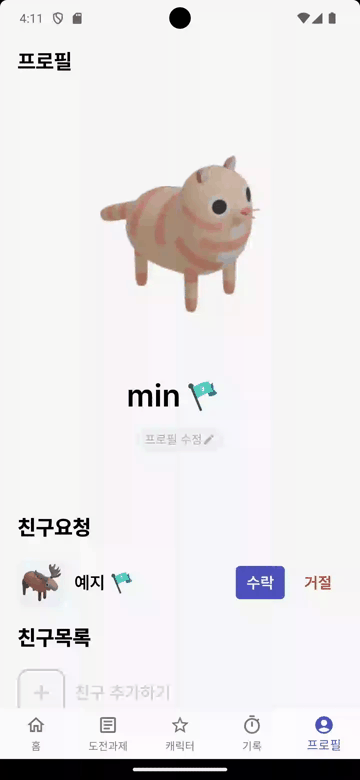 4:11
프로필
min
프로필 수정
친구요청
예지
수락
거절
친구목록
친구 추가하기
홈
도전과제
캐릭터
기록
프로필